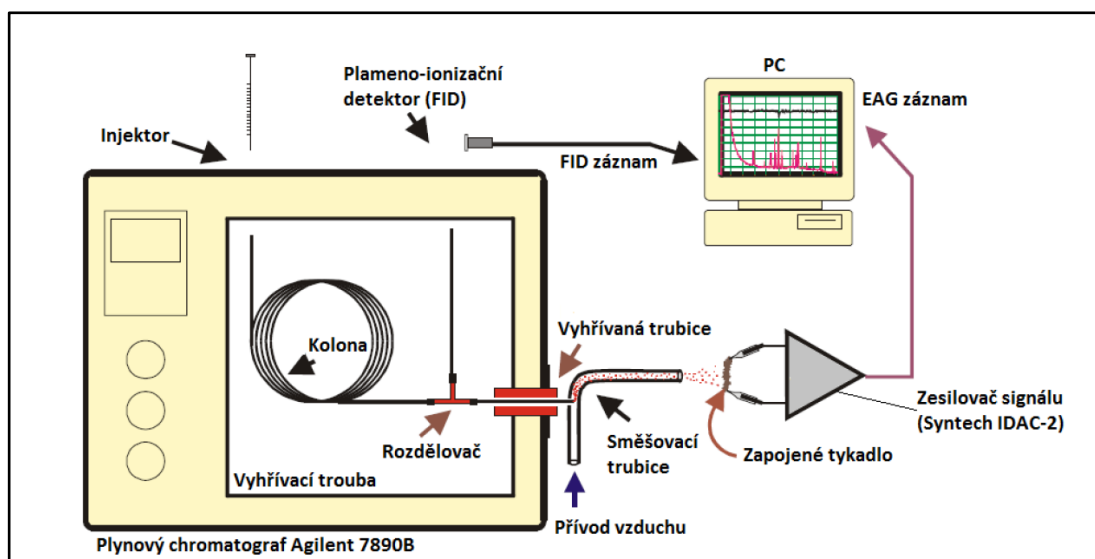 PC
Plameno-ionizační
detektor (FID)
EAG záznam
Injektor
FID záznam
Vyhřívaná trubice
Kolona
Zesilovač signálu
(Syntech IDAC-2)
Rozdělovač
Směšovací
trubice
Zapojené tykadlo
Vyhřívací trouba
Přívod vzduchu
Plynový chromatograf Agilent 7890B